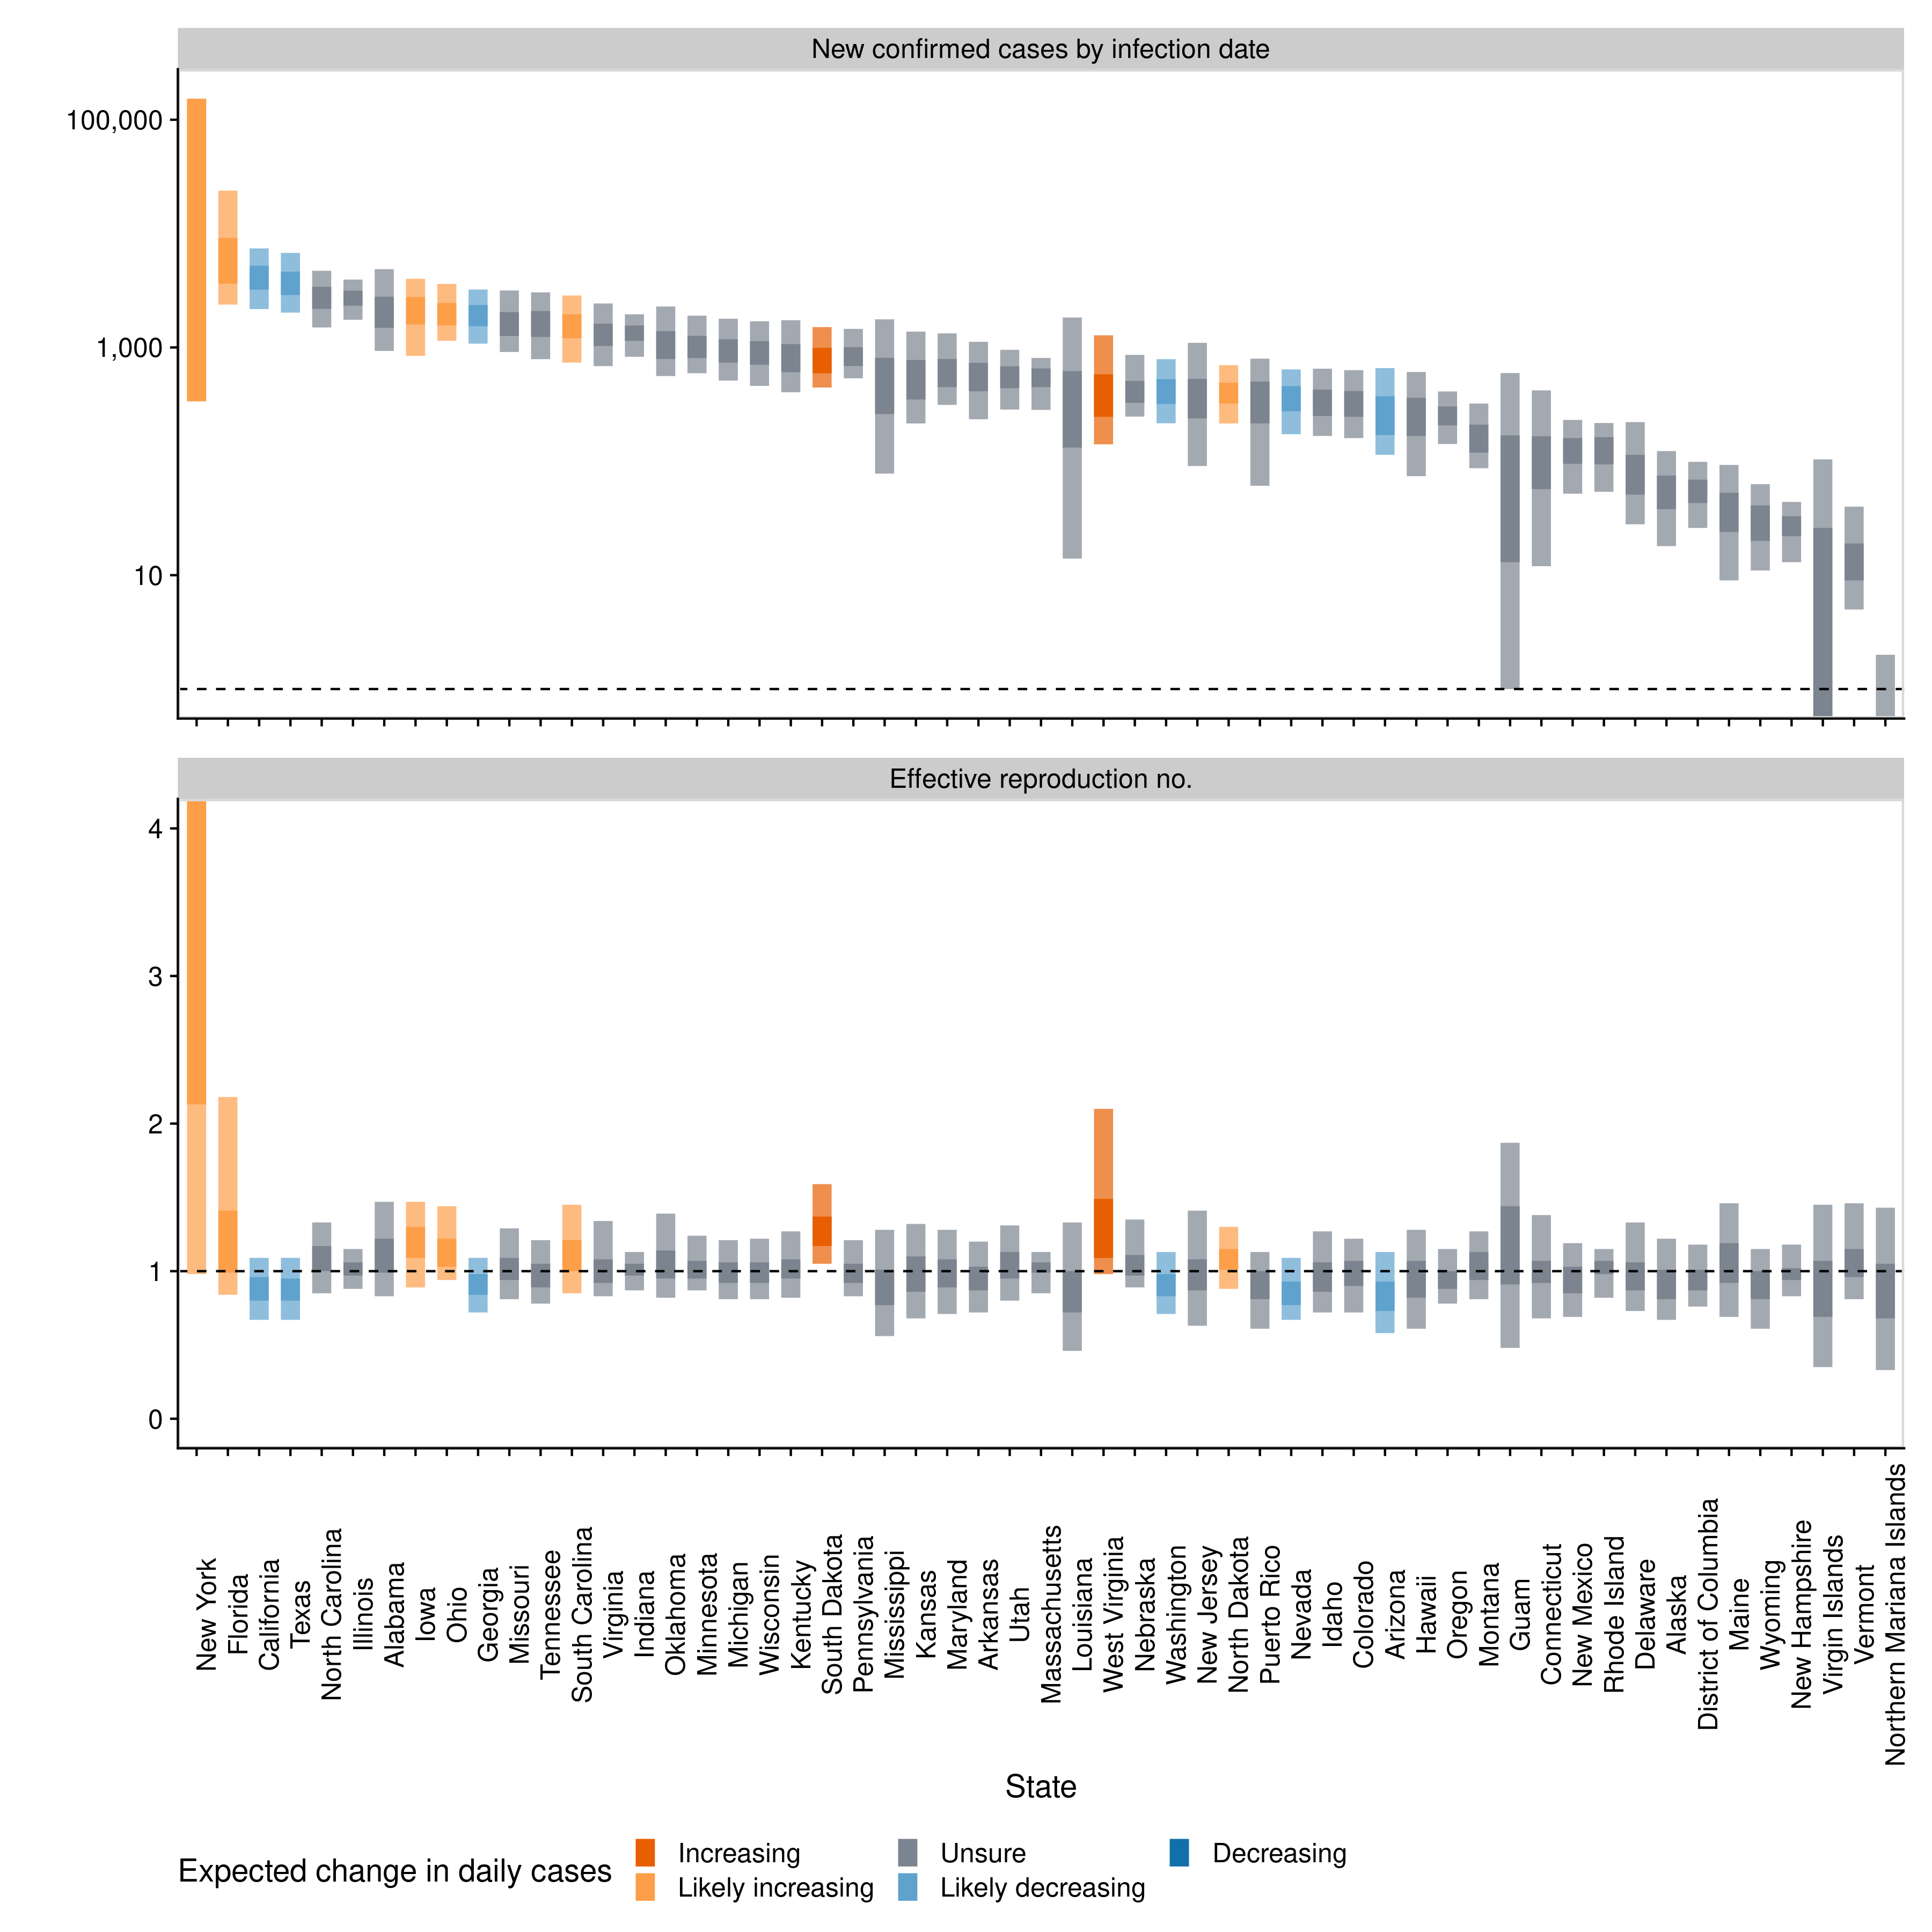 New confirmed cases by infection date
100,000
1,000
10
Effective reproduction no.
4
3
2
1
0
New York
Florida
California
Texas
North Carolina
Illinois
Alabama
Iowa
Ohio
Georgia
Missouri
Tennessee
South Carolina
Virginia
Indiana
Oklahoma
Minnesota
Michigan
Wisconsin
Kentucky
South Dakota
Pennsylvania
Mississippi
Kansas
Maryland
Arkansas
Utah
Massachusetts
Louisiana
West Virginia
Nebraska
Washington
New Jersey
North Dakota
Puerto Rico
Nevada
Idaho
Colorado
Arizona
Hawaii
Oregon
Montana
Guam
Connecticut
New Mexico
Rhode Island
Delaware
Alaska
District of Columbia
Maine
Wyoming
New Hampshire
Virgin Islands
Vermont
Northern Mariana Islands
State
Expected change in daily cases
Increasing
Likely increasing
Unsure
Likely decreasing
Decreasing